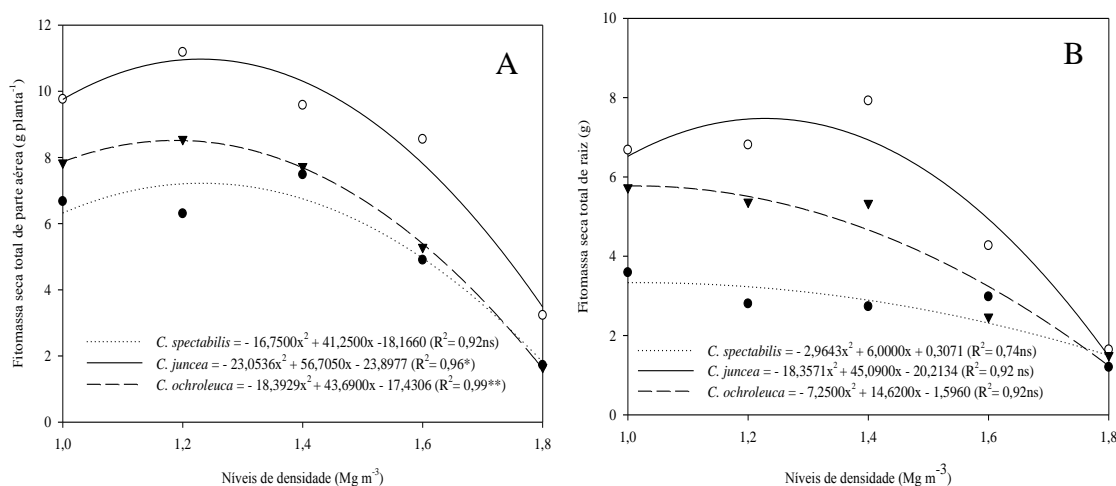 A
Fitomassa seca total de parte aérea (g planta⁻¹)
12
10
8
6
4
2
0
C. spectabilis = - 16,7500x² + 41,2500x -18,1660 (R²= 0,92ns)
C. juncea = - 23,0536x² + 56,7050x - 23,8977 (R²= 0,96*)
C. ochroleuca = - 18,3929x² + 43,6900x - 17,4306 (R²= 0,99**)
1,0 1,2 1,4 1,6 1,8
Níveis de densidade (Mg m⁻³)
B
Fitomassa seca total de raiz (g)
10
8
6
4
2
0
C. spectabilis = - 2,9643x² + 6,0000x + 0,3071 (R²= 0,74ns)
C. juncea = - 18,3571x² + 45,0900x - 20,2134 (R²= 0,92 ns)
C. ochroleuca = - 7,2500x² + 14,6200x - 1,5960 (R²= 0,92ns)
1,0 1,2 1,4 1,6 1,8
Níveis de densidade (Mg m⁻³)